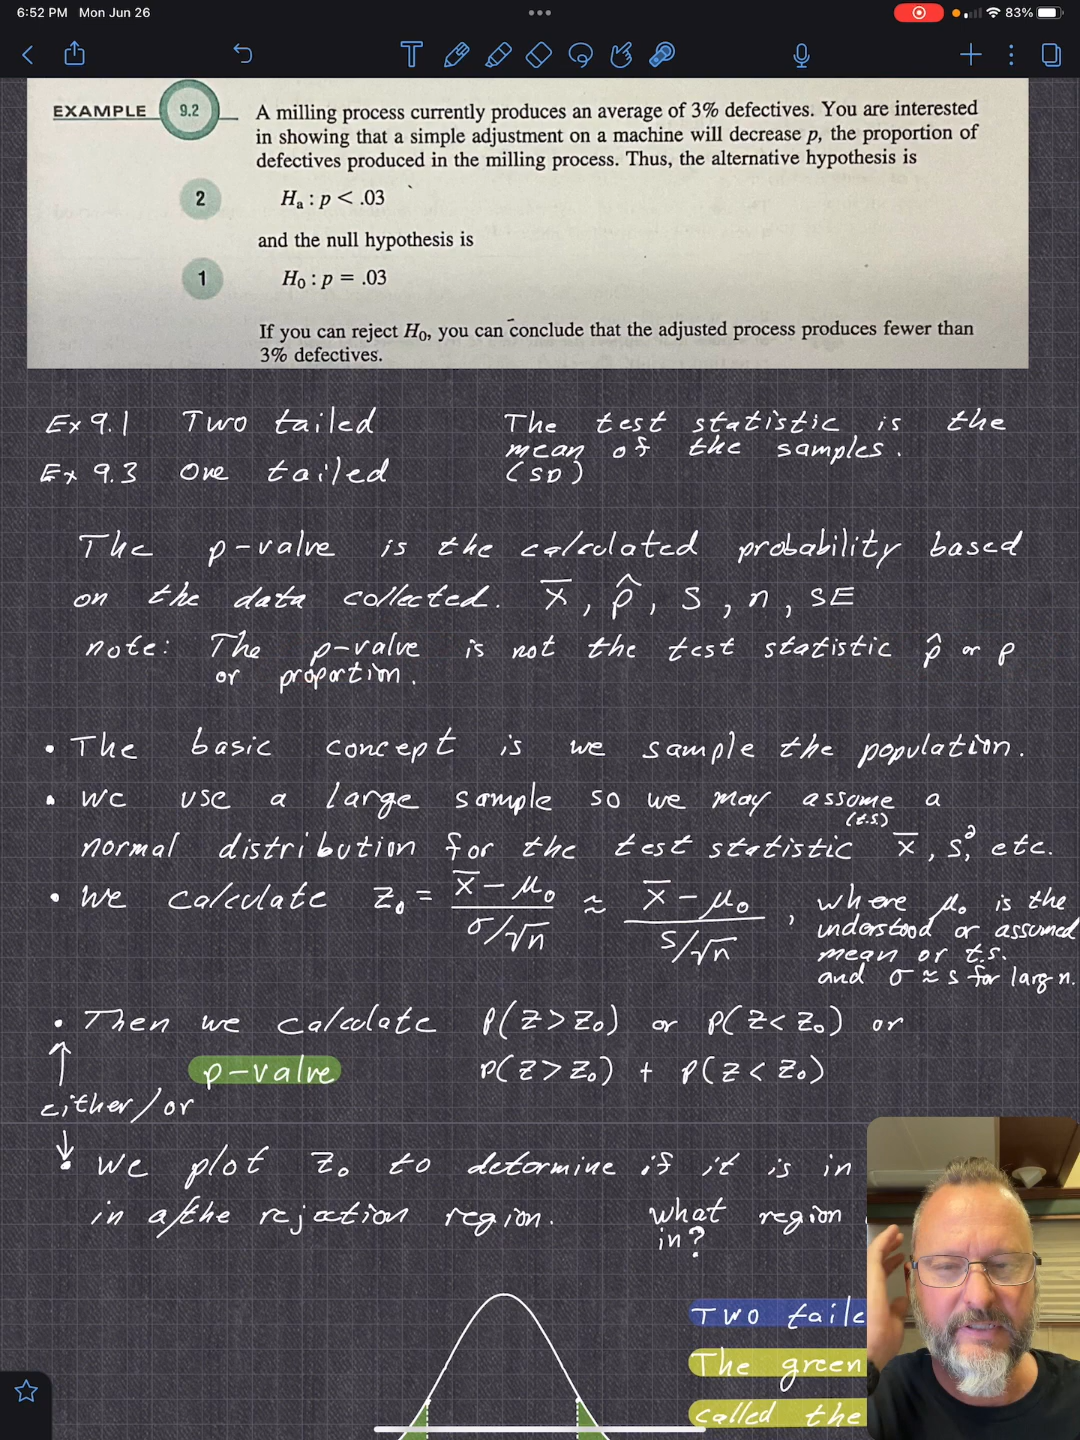 6:52 PM Mon Jun 26
83%
T
EXAMPLE 9.2 A milling process currently produces an average of 3% defectives. You are interested
in showing that a simple adjustment on a machine will decrease p, the proportion of
defectives produced in the milling process. Thus, the alternative hypothesis is
2 Hₐ : p < .03
and the null hypothesis is
1 H₀ : p = .03
If you can reject H₀, you can conclude that the adjusted process produces fewer than
3% defectives.
Ex 9.1 Two tailed
Ex 9.3 One tailed
The test statistic is the
mean of the samples.
(SD)
The p-value is the calculated probability based
on the data collected. x̄, p̂, S, n, SE
note: The p-value is not the test statistic p̂ or p
or proportion.
• The basic concept is we sample the population.
• We use a large sample so we may assume a
(t.s.)
normal distribution for the test statistic x̄, s², etc.
• We calculate z₀ = (x̄ - μ₀)/(σ/√n) ≈ (x̄ - μ₀)/(S/√n), where μ₀ is the
understood or assumed
mean or t.s.
and σ ≈ s for larg n.
• Then we calculate P(Z>Z₀) or P(Z<Z₀) or
p-value P(Z>Z₀) + P(Z<Z₀)
either/or
• We plot Z₀ to determine if it is in
in a/the rejection region. what region
in?
Two taile
The green
called the